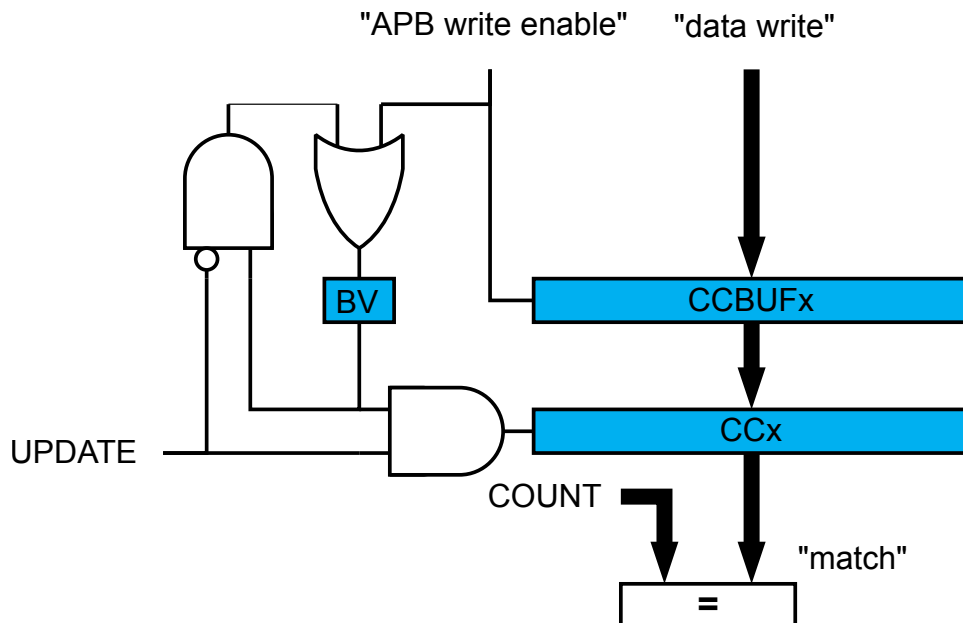 "APB write enable"
"data write"
BV
CCBUFx
CCx
UPDATE
COUNT
"match"
=